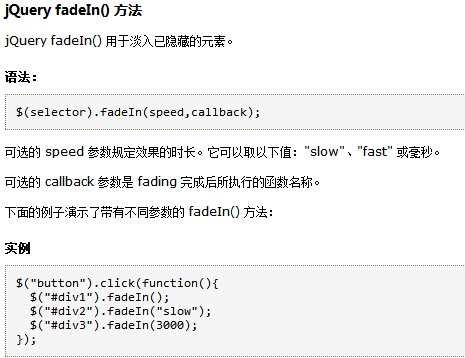 jQuery fadeIn() 方法
jQuery fadeIn() 用于淡入已隐藏的元素。
语法：
$(selector).fadeIn(speed,callback);
可选的 speed 参数规定效果的时长。它可以取以下值："slow"、"fast" 或毫秒。
可选的 callback 参数是 fading 完成后所执行的函数名称。
下面的例子演示了带有不同参数的 fadeIn() 方法：
实例
$("button").click(function(){
  $("#div1").fadeIn();
  $("#div2").fadeIn("slow");
  $("#div3").fadeIn(3000);
});